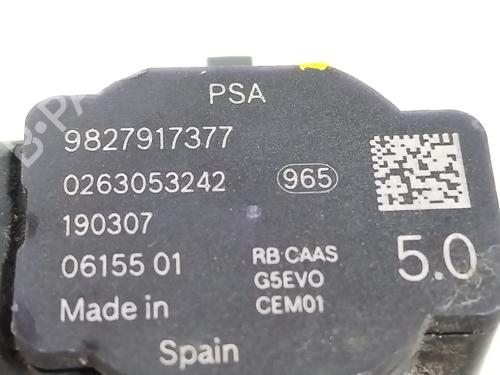 PSA
9827917377
0263053242 965
190307
06155 01
RB·CAAS
G5EVO
CEM01
5.0
Made in
Spain